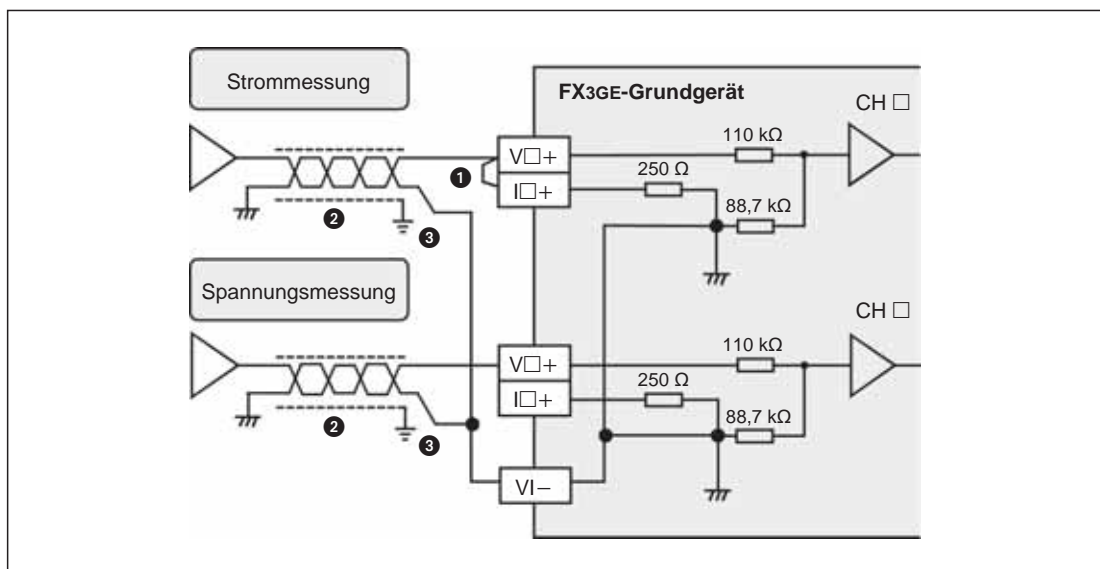 Strommessung
FX3GE-Grundgerät
CH □
110 kΩ
V□+
❶
250 Ω
I□+
88,7 kΩ
❷
❸
Spannungsmessung
CH □
110 kΩ
V□+
250 Ω
I□+
88,7 kΩ
❷
❸
VI−